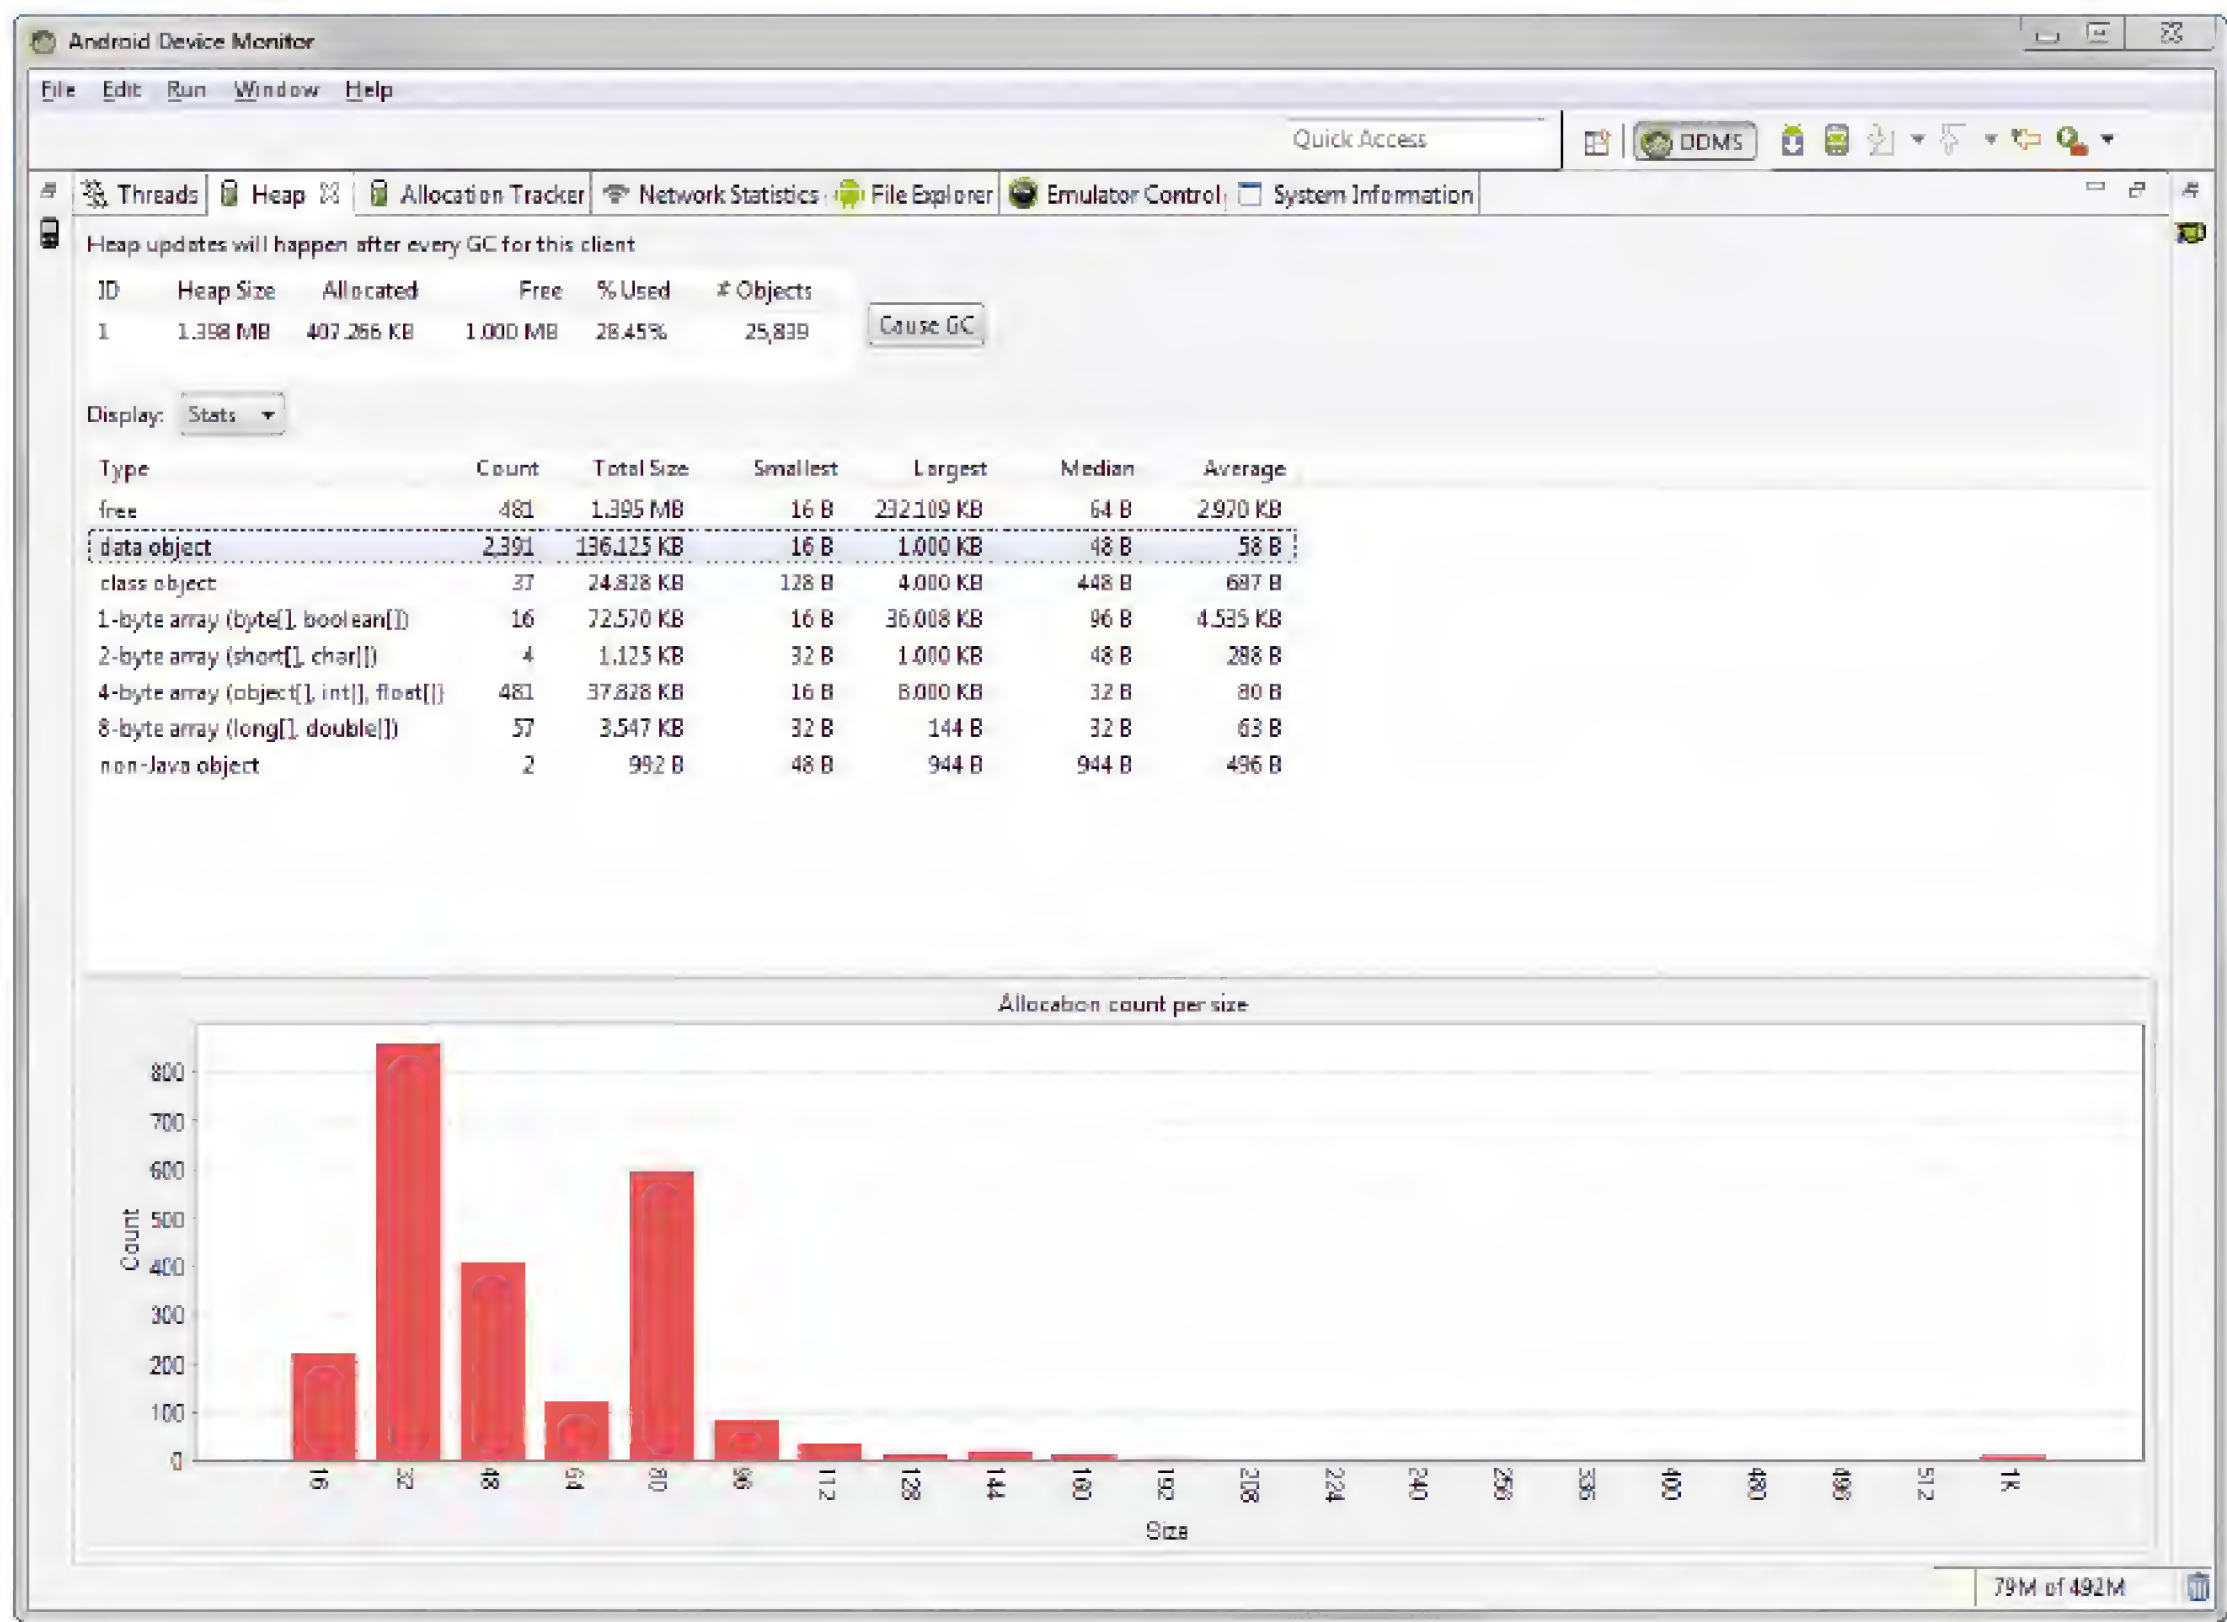 Android Device Monitor
File Edit Run Window Help
Quick Access DDMS
Threads Heap Allocation Tracker Network Statistics File Explorer Emulator Control System Information
Heap updates will happen after every GC for this client
ID Heap Size Allocated Free % Used # Objects
1 1.398 MB 407.266 KB 1.000 MB 28.45% 25,839
Cause GC
Display: Stats
Type Count Total Size Smallest Largest Median Average
free 481 1.395 MB 16 B 232.109 KB 64 B 2.970 KB
data object 2,391 136.125 KB 16 B 1.000 KB 48 B 58 B
class object 37 24.828 KB 128 B 4.000 KB 448 B 687 B
1-byte array (byte[], boolean[]) 16 72.570 KB 16 B 36.008 KB 96 B 4.535 KB
2-byte array (short[], char[]) 4 1.125 KB 32 B 1.000 KB 48 B 288 B
4-byte array (object[], int[], float[]) 481 37.828 KB 16 B 8.000 KB 32 B 80 B
8-byte array (long[], double[]) 57 3.547 KB 32 B 144 B 32 B 63 B
non-Java object 2 992 B 48 B 944 B 944 B 496 B
Allocation count per size
800
700
600
500
400
300
200
100
0
Count
16 32 48 64 80 96 112 128 144 160 192 208 224 240 256 336 400 480 496 512 1K
Size
79M of 492M